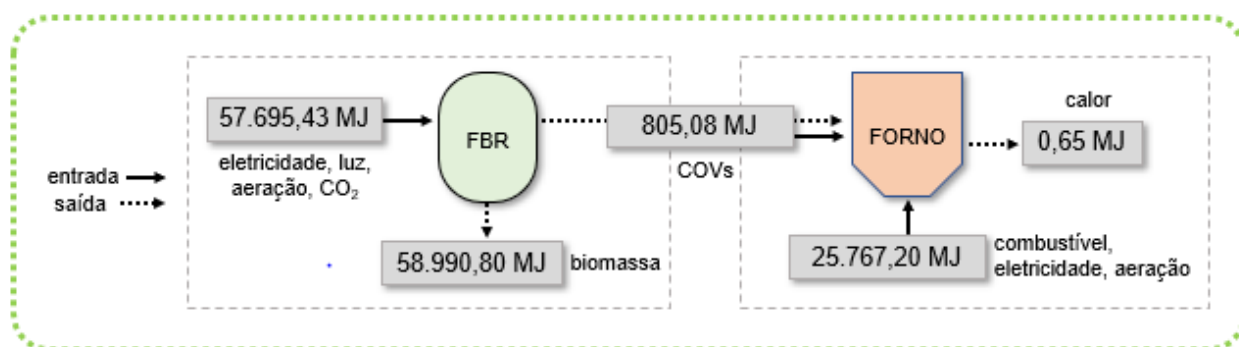 entrada
saída
57.695,43 MJ
eletricidade, luz,
aeração, CO₂
FBR
58.990,80 MJ
biomassa
805,08 MJ
COVs
FORNO
calor
0,65 MJ
25.767,20 MJ
combustível,
eletricidade, aeração